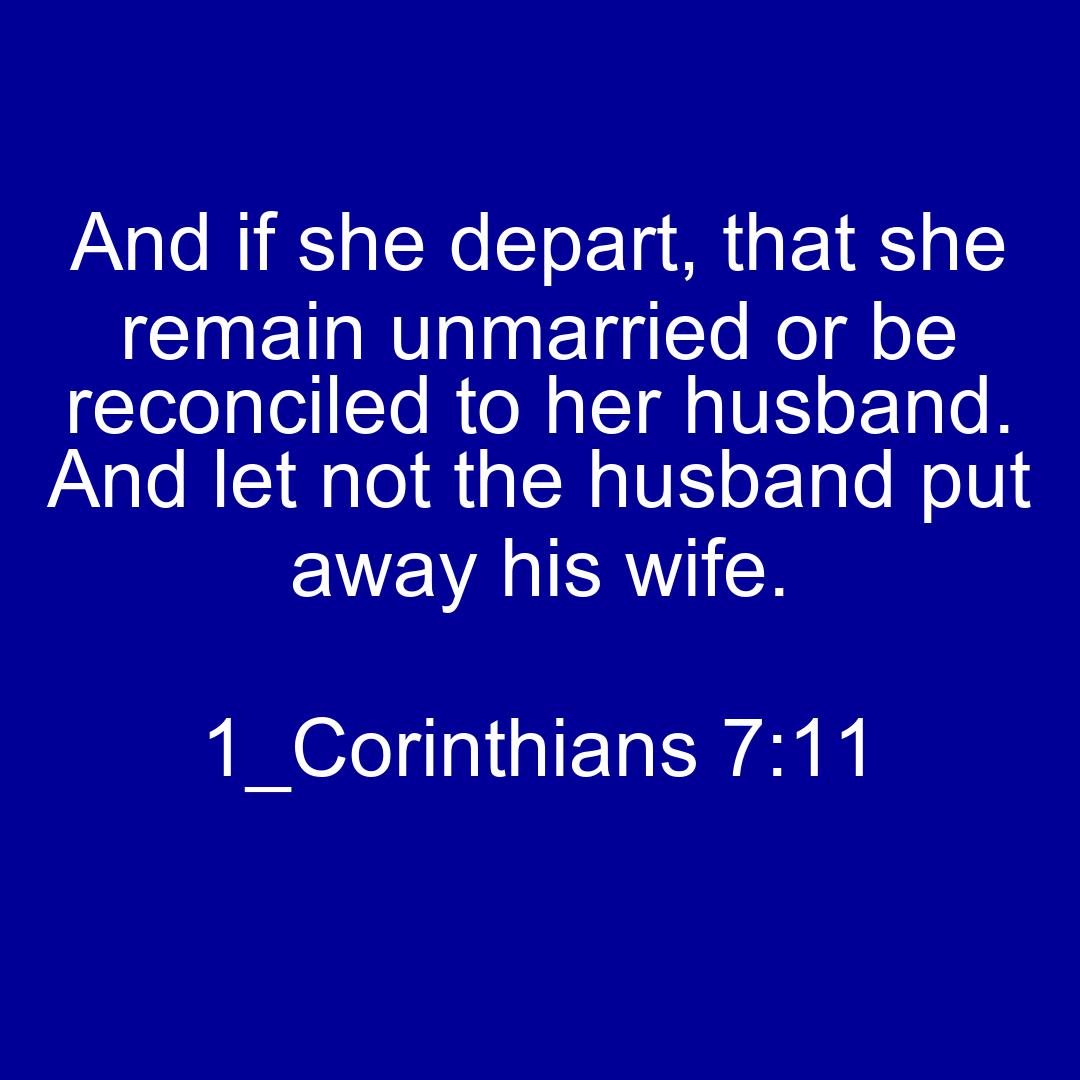 And if she depart, that she
remain unmarried or be
reconciled to her husband.
And let not the husband put
away his wife.
1_Corinthians 7:11